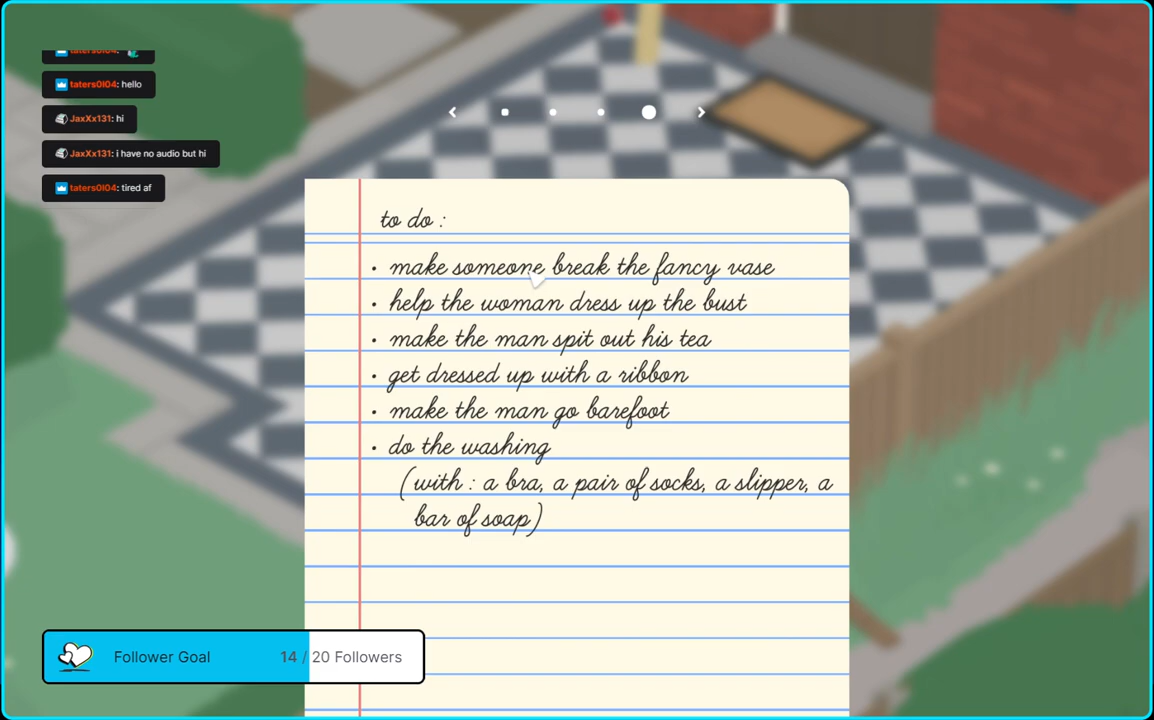 taters0l04:
taters0l04: hello
JaxXx131: hi
JaxXx131: i have no audio but hi
taters0l04: tired af
to do :
• make someone break the fancy vase
• help the woman dress up the bust
• make the man spit out his tea
• get dressed up with a ribbon
• make the man go barefoot
• do the washing
(with : a bra, a pair of socks, a slipper, a
bar of soap)
Follower Goal 14 / 20 Followers